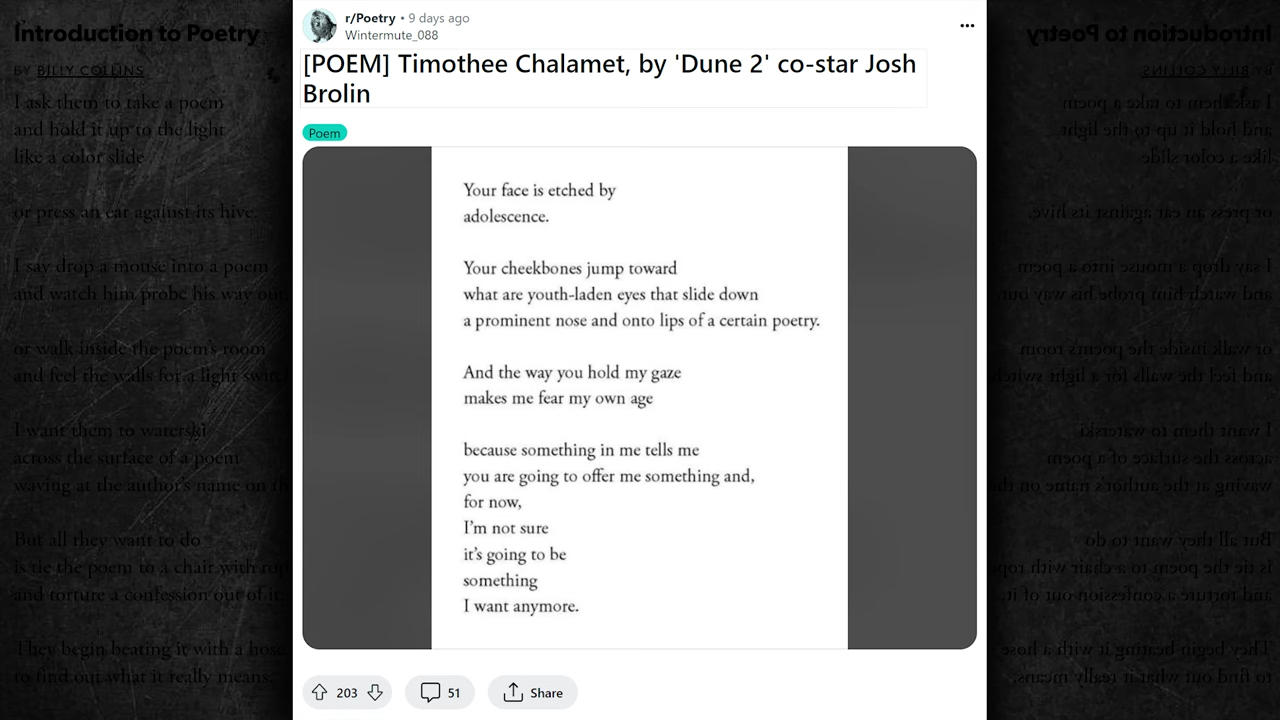 Introduction to Poetry
BY BILLY COLLINS
I ask them to take a poem
and hold it up to the light
like a color slide
or press an ear against its hive.
I say drop a mouse into a poem
and watch him probe his way out,
or walk inside the poem's room
and feel the walls for a light switch
I want them to waterski
across the surface of a poem
waving at the author's name on th
But all they want to do
is tie the poem to a chair with rop
and torture a confession out of it.
They begin beating it with a hose
to find out what it really means.
r/Poetry • 9 days ago
Wintermute_088
[POEM] Timothee Chalamet, by 'Dune 2' co-star Josh
Brolin
Poem
Your face is etched by
adolescence.
Your cheekbones jump toward
what are youth-laden eyes that slide down
a prominent nose and onto lips of a certain poetry.
And the way you hold my gaze
makes me fear my own age
because something in me tells me
you are going to offer me something and,
for now,
I'm not sure
it's going to be
something
I want anymore.
203
51
Share